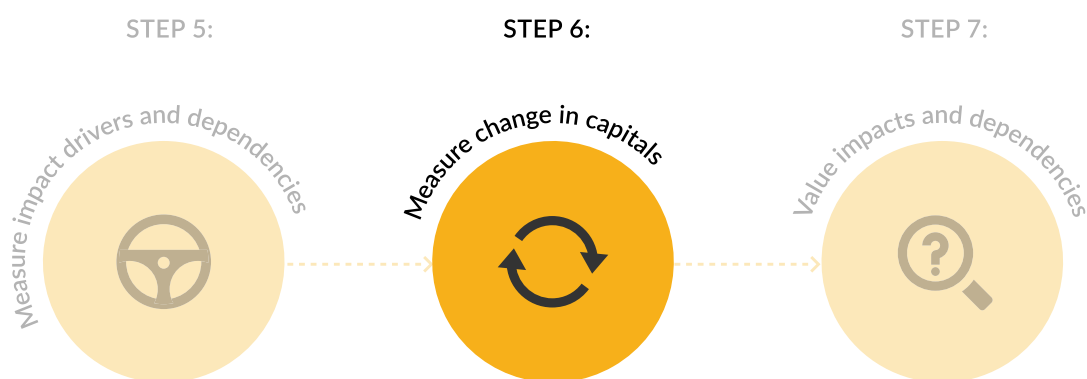 STEP 5:
Measure impact drivers and dependencies
STEP 6:
Measure change in capitals
STEP 7:
Value impacts and dependencies
?